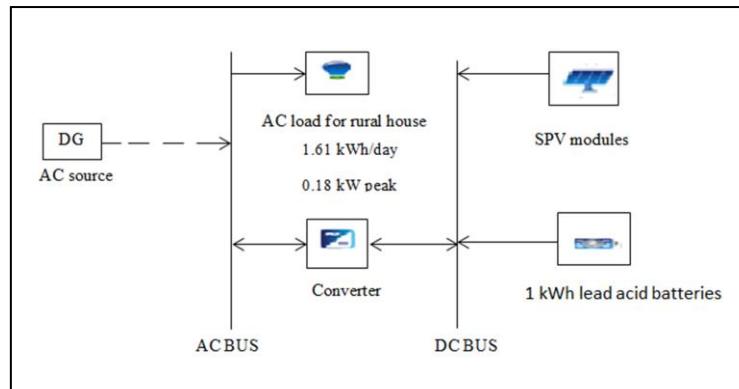 DG
AC source
AC load for rural house
1.61 kWh/day
0.18 kW peak
SPV modules
Converter
1 kWh lead acid batteries
AC BUS
DC BUS